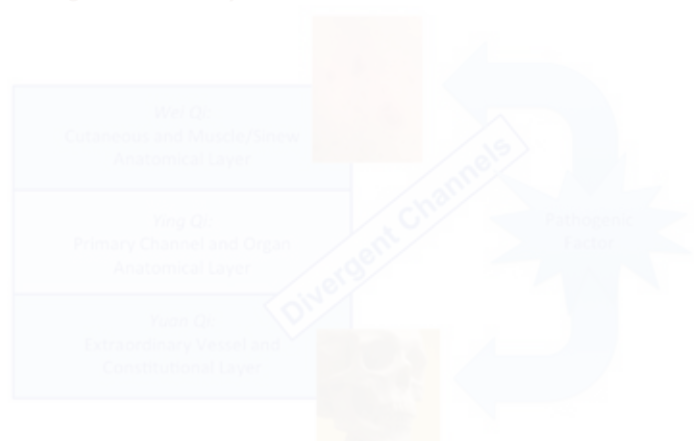 Wei Qi:
Cutaneous and Muscle/Sinew
Anatomical Layer
Ying Qi:
Primary Channel and Organ
Anatomical Layer
Yuan Qi:
Extraordinary Vessel and
Constitutional Layer
Divergent Channels
Pathogenic
Factor